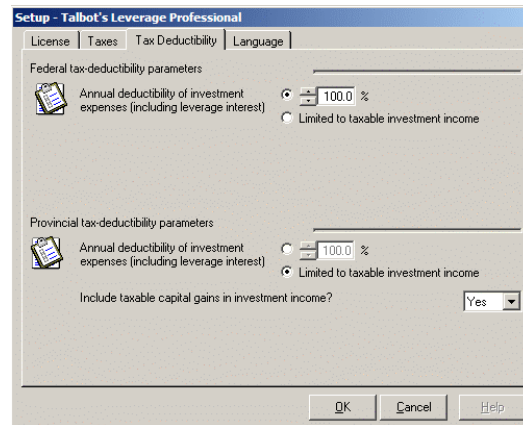 Setup - Talbot's Leverage Professional
License Taxes Tax Deductibility Language
Federal tax-deductibility parameters
Annual deductibility of investment
expenses (including leverage interest)
100.0 %
Limited to taxable investment income
Provincial tax-deductibility parameters
Annual deductibility of investment
expenses (including leverage interest)
100.0 %
Limited to taxable investment income
Include taxable capital gains in investment income?
Yes
OK Cancel Help